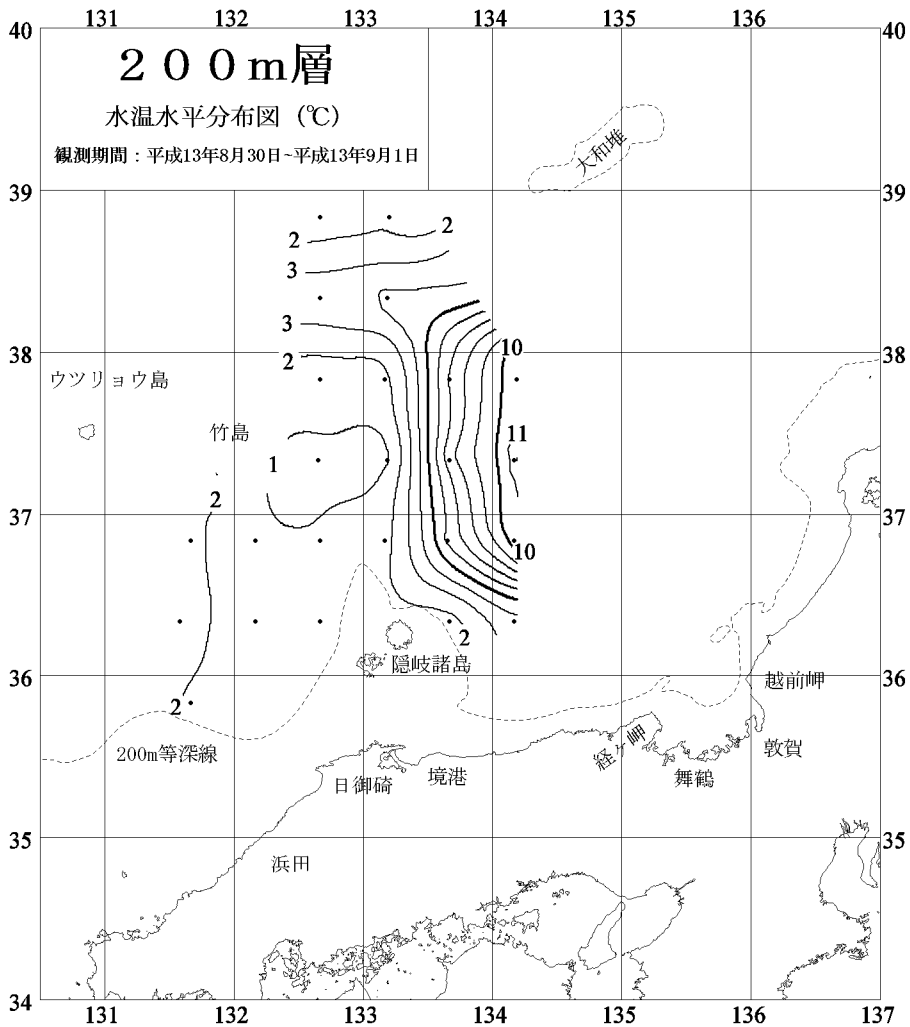 131 132 133 134 135 136
40 40
200m層
水温水平分布図 (℃)
観測期間：平成13年8月30日~平成13年9月1日
大和堆
39 39
2 2
3
3
38 10 38
2
ウツリョウ島
竹島 11
1
2
37 37
10
2
隠岐諸島
36 越前岬 36
2
200m等深線 経ヶ岬 敦賀
日御碕 境港 舞鶴
35 35
浜田
34 34
131 132 133 134 135 136 137